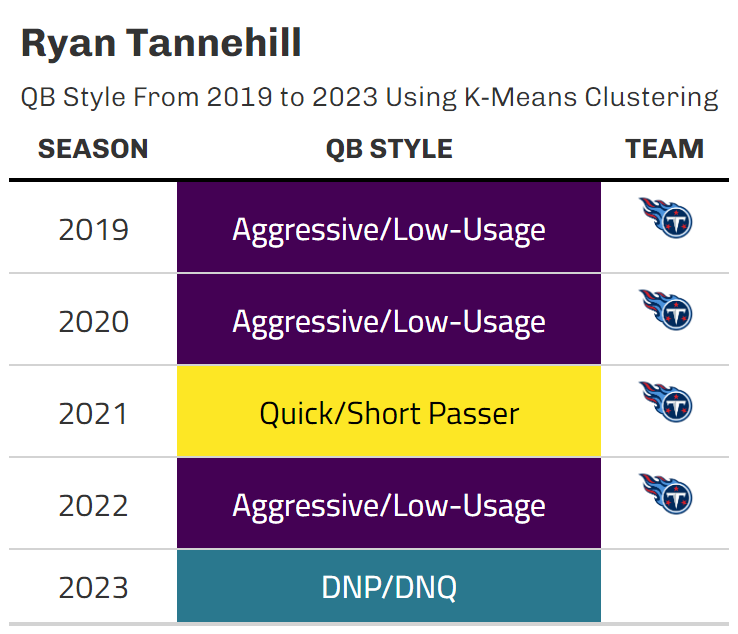 Ryan Tannehill
QB Style From 2019 to 2023 Using K-Means Clustering
SEASON QB STYLE TEAM
2019 Aggressive/Low-Usage
2020 Aggressive/Low-Usage
2021 Quick/Short Passer
2022 Aggressive/Low-Usage
2023 DNP/DNQ